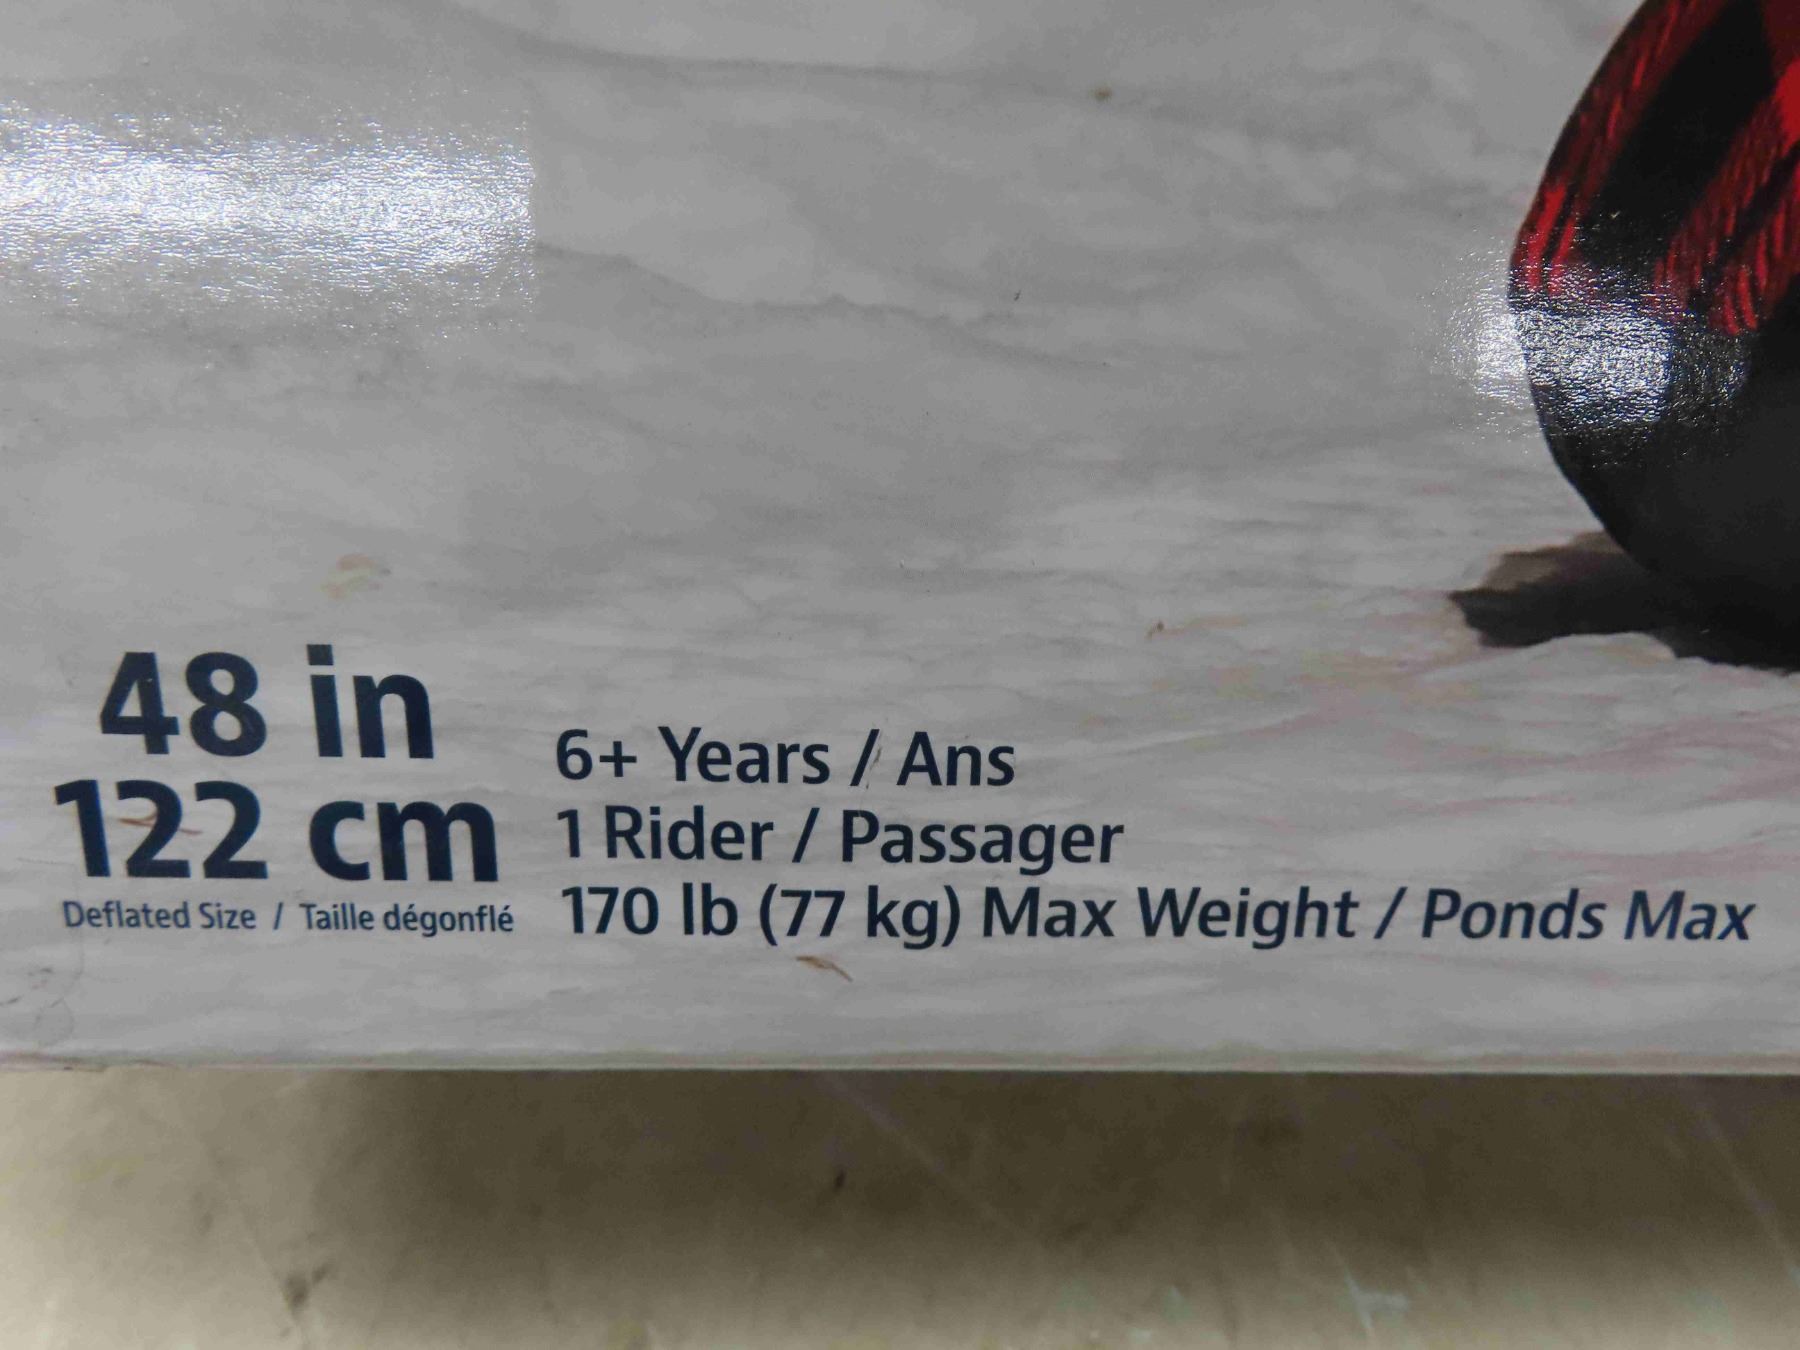 48 in
122 cm
Deflated Size / Taille dégonflé
6+ Years / Ans
1 Rider / Passager
170 lb (77 kg) Max Weight / Ponds Max